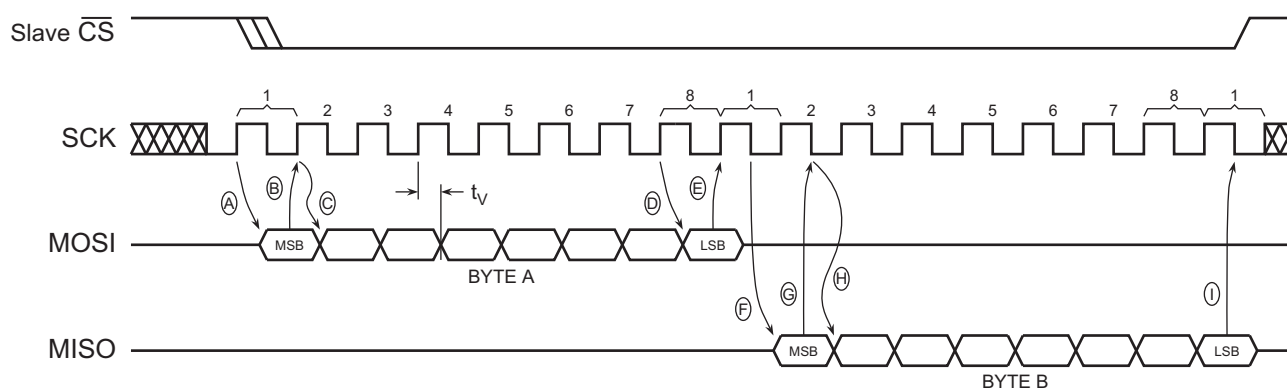 Slave CS
1 2 3 4 5 6 7 8 1 2 3 4 5 6 7 8 1
SCK
A B C tV D E
MOSI MSB LSB
BYTE A
F G H I
MISO MSB LSB
BYTE B